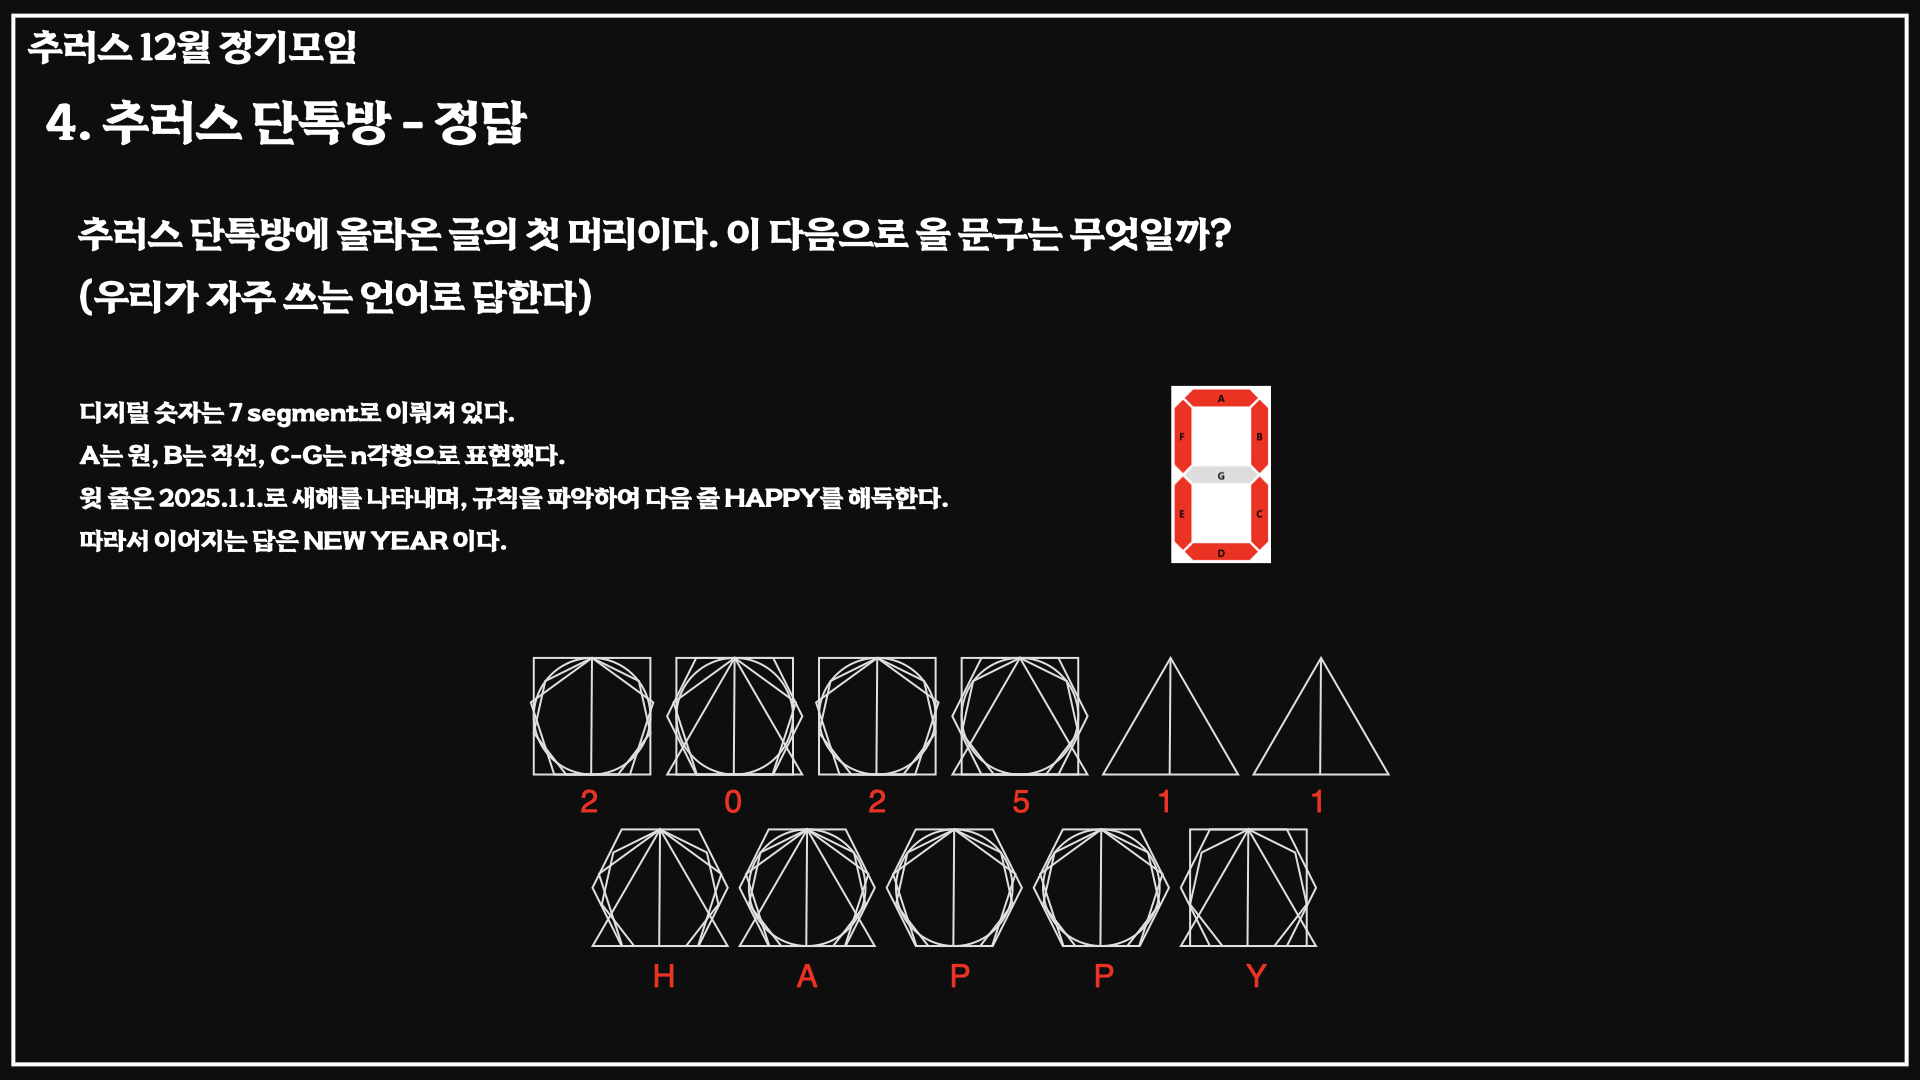 추러스 12월 정기모임
4. 추러스 단톡방 - 정답
추러스 단톡방에 올라온 글의 첫 머리이다. 이 다음으로 올 문구는 무엇일까?
(우리가 자주 쓰는 언어로 답한다)
디지털 숫자는 7 segment로 이뤄져 있다.
A는 원, B는 직선, C-G는 n각형으로 표현했다.
윗 줄은 2025.1.1.로 새해를 나타내며, 규칙을 파악하여 다음 줄 HAPPY를 해독한다.
따라서 이어지는 답은 NEW YEAR 이다.
A
F B
G
E C
D
2 0 2 5 1 1
H A P P Y